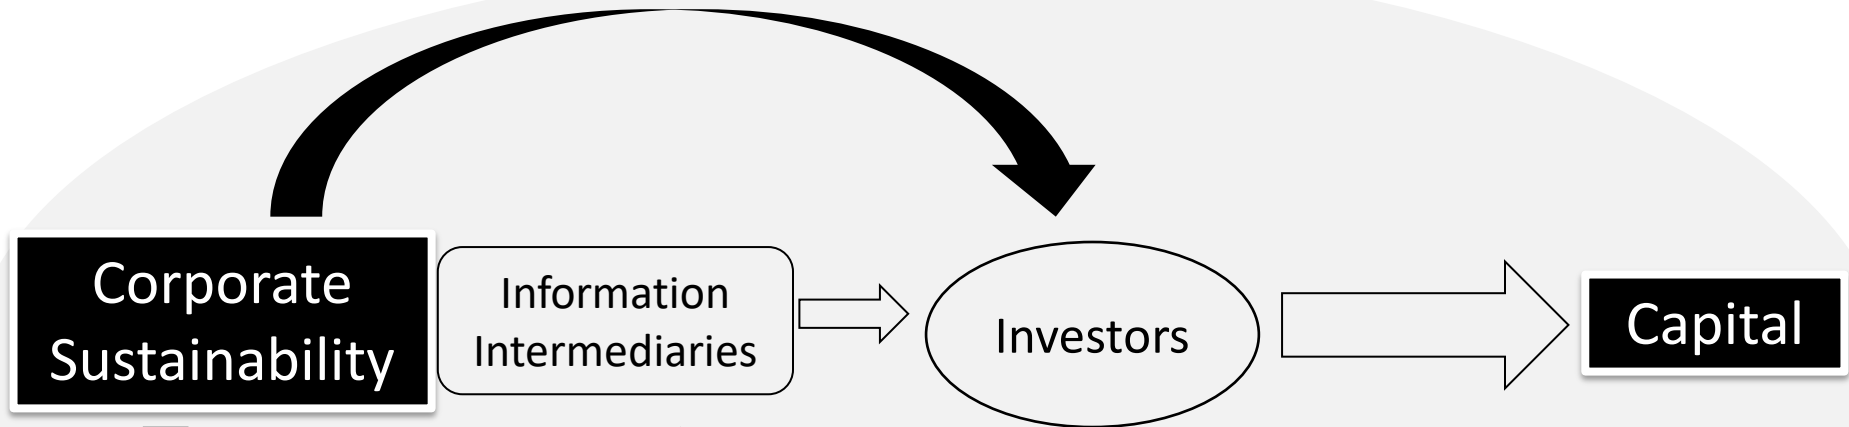 Corporate
Sustainability
Information
Intermediaries
Investors
Capital